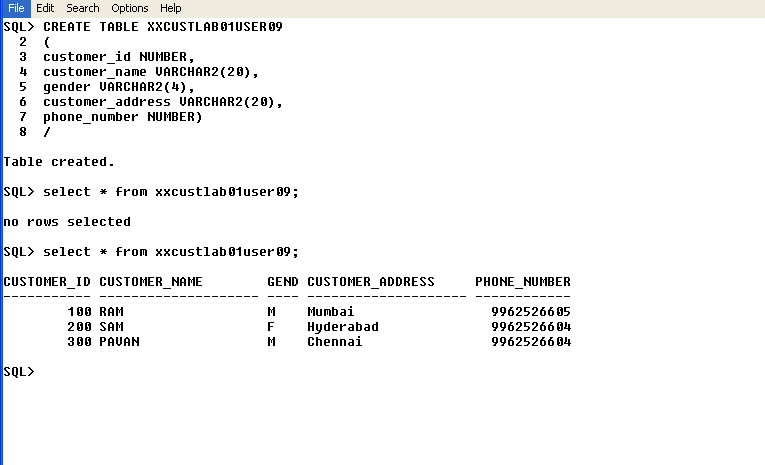 File Edit Search Options Help
SQL> CREATE TABLE XXCUSTLAB01USER09
2 (
3 customer_id NUMBER,
4 customer_name VARCHAR2(20),
5 gender VARCHAR2(4),
6 customer_address VARCHAR2(20),
7 phone_number NUMBER)
8 /
Table created.
SQL> select * from xxcustlab01user09;
no rows selected
SQL> select * from xxcustlab01user09;
CUSTOMER_ID CUSTOMER_NAME GEND CUSTOMER_ADDRESS PHONE_NUMBER
----------- -------------------- ---- -------------------- ------------
100 RAM M Mumbai 9962526605
200 SAM F Hyderabad 9962526604
300 PAVAN M Chennai 9962526604
SQL>